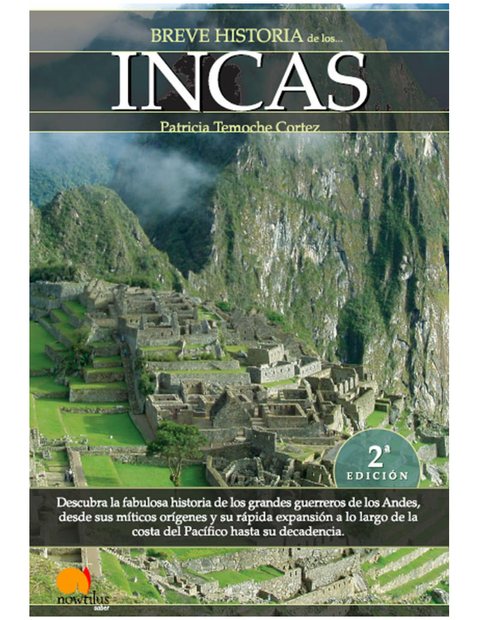 BREVE HISTORIA de los...
INCAS
Patricia Temoche Cortez
2ª
EDICIÓN
Descubra la fabulosa historia de los grandes guerreros de los Andes,
desde sus míticos orígenes y su rápida expansión a lo largo de la
costa del Pacífico hasta su decadencia.
nowtilus
saber